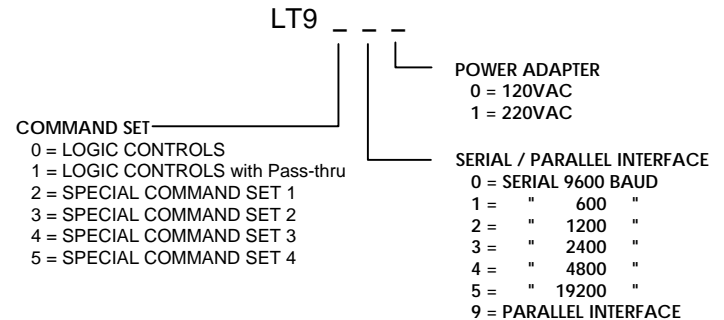 LT9 _ _ _
POWER ADAPTER
0 = 120VAC
1 = 220VAC
COMMAND SET
0 = LOGIC CONTROLS
1 = LOGIC CONTROLS with Pass-thru
2 = SPECIAL COMMAND SET 1
3 = SPECIAL COMMAND SET 2
4 = SPECIAL COMMAND SET 3
5 = SPECIAL COMMAND SET 4
SERIAL / PARALLEL INTERFACE
0 = SERIAL 9600 BAUD
1 = " 600 "
2 = " 1200 "
3 = " 2400 "
4 = " 4800 "
5 = " 19200 "
9 = PARALLEL INTERFACE